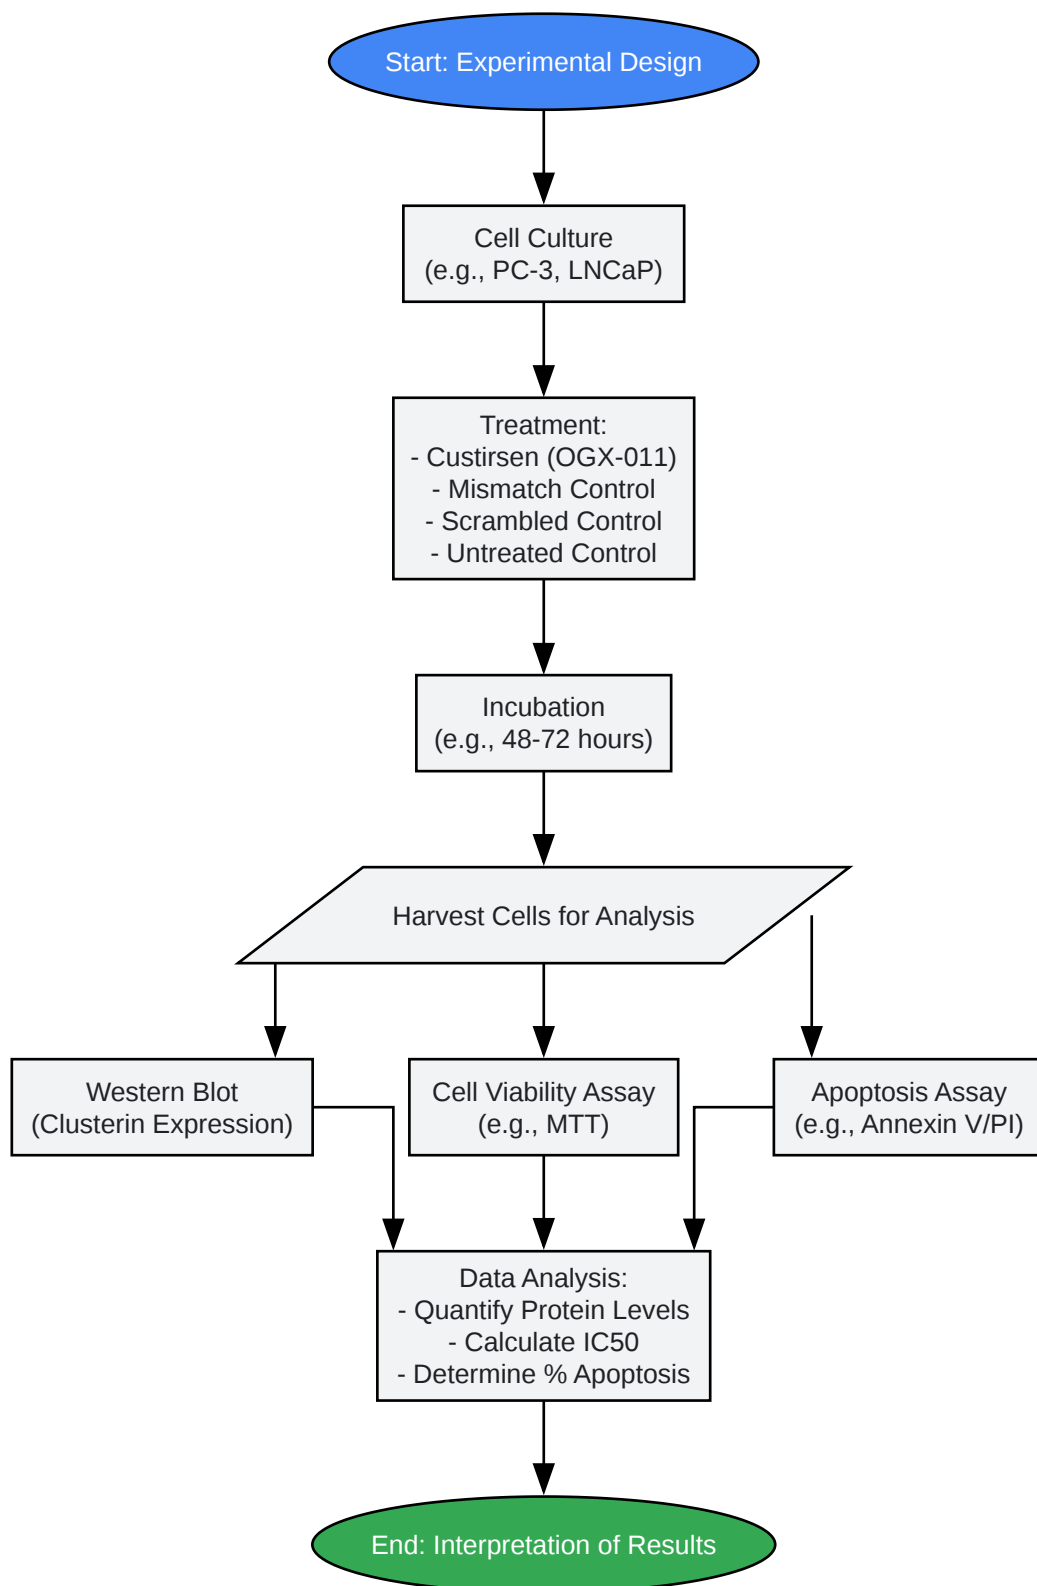 Start: Experimental Design
Cell Culture
(e.g., PC-3, LNCaP)
Treatment:
- Custirsen (OGX-011)
- Mismatch Control
- Scrambled Control
- Untreated Control
Incubation
(e.g., 48-72 hours)
Harvest Cells for Analysis
Western Blot
(Clusterin Expression)
Cell Viability Assay
(e.g., MTT)
Apoptosis Assay
(e.g., Annexin V/PI)
Data Analysis:
- Quantify Protein Levels
- Calculate IC50
- Determine % Apoptosis
End: Interpretation of Results